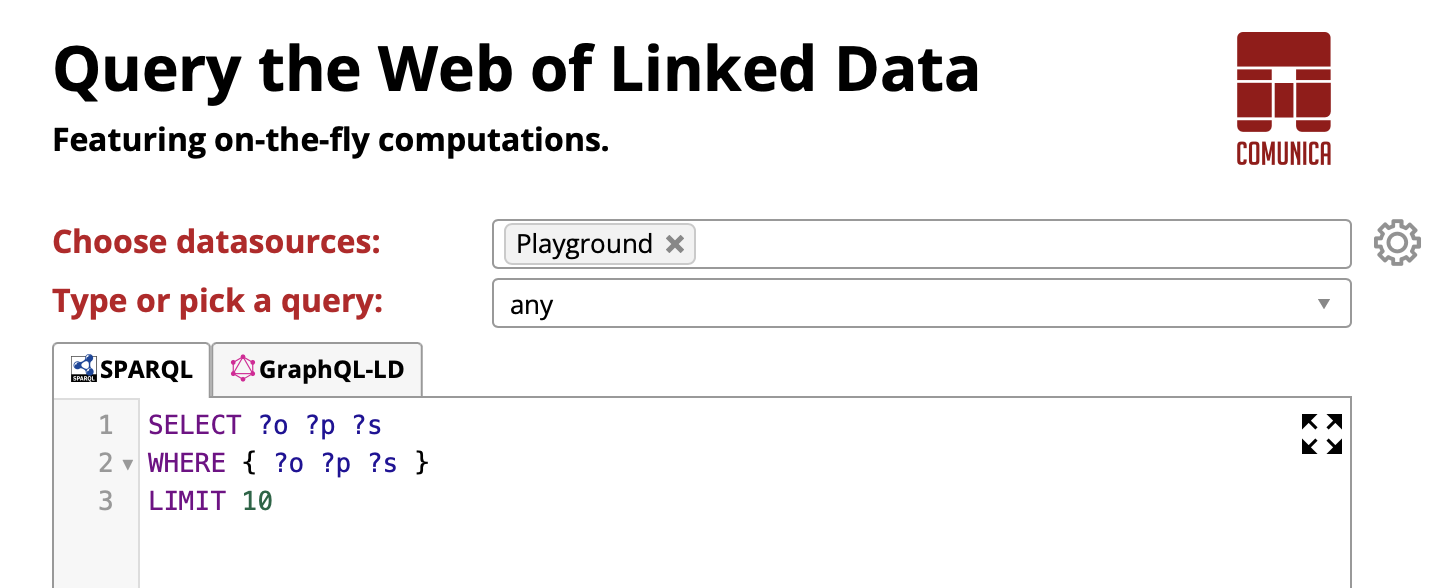 Query the Web of Linked Data
Featuring on-the-fly computations.
COMUNICA
Choose datasources:
Playground
Type or pick a query:
any
SPARQL SPARQL
GraphQL-LD
1 SELECT ?o ?p ?s
2 WHERE { ?o ?p ?s }
3 LIMIT 10